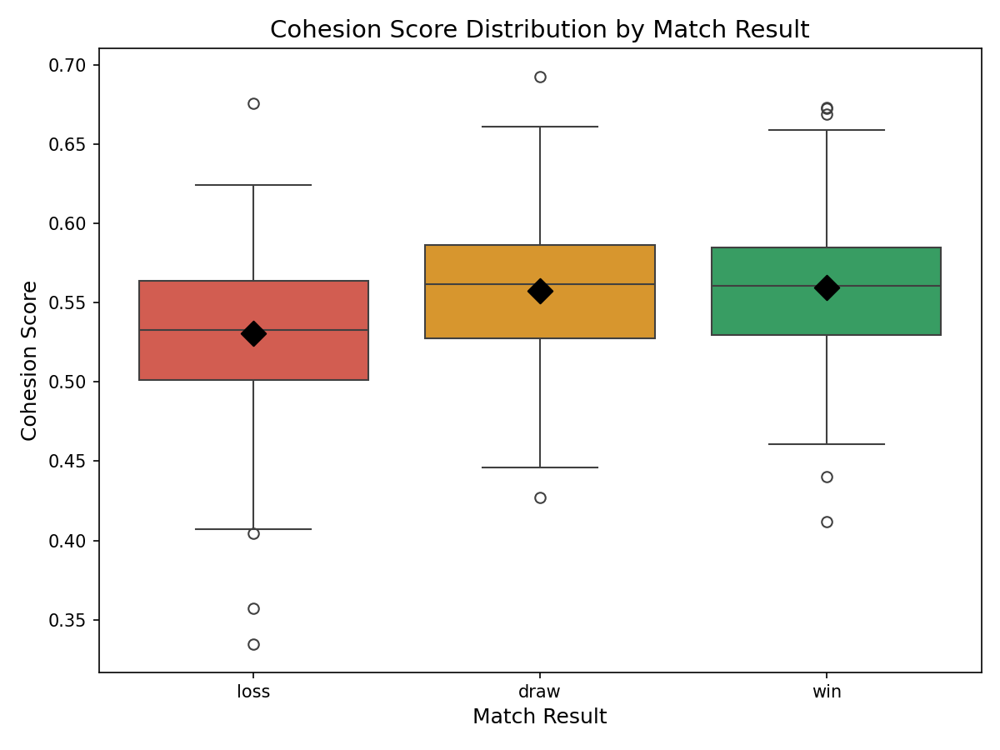 Cohesion Score Distribution by Match Result
Cohesion Score
0.70
0.65
0.60
0.55
0.50
0.45
0.40
0.35
loss
draw
win
Match Result